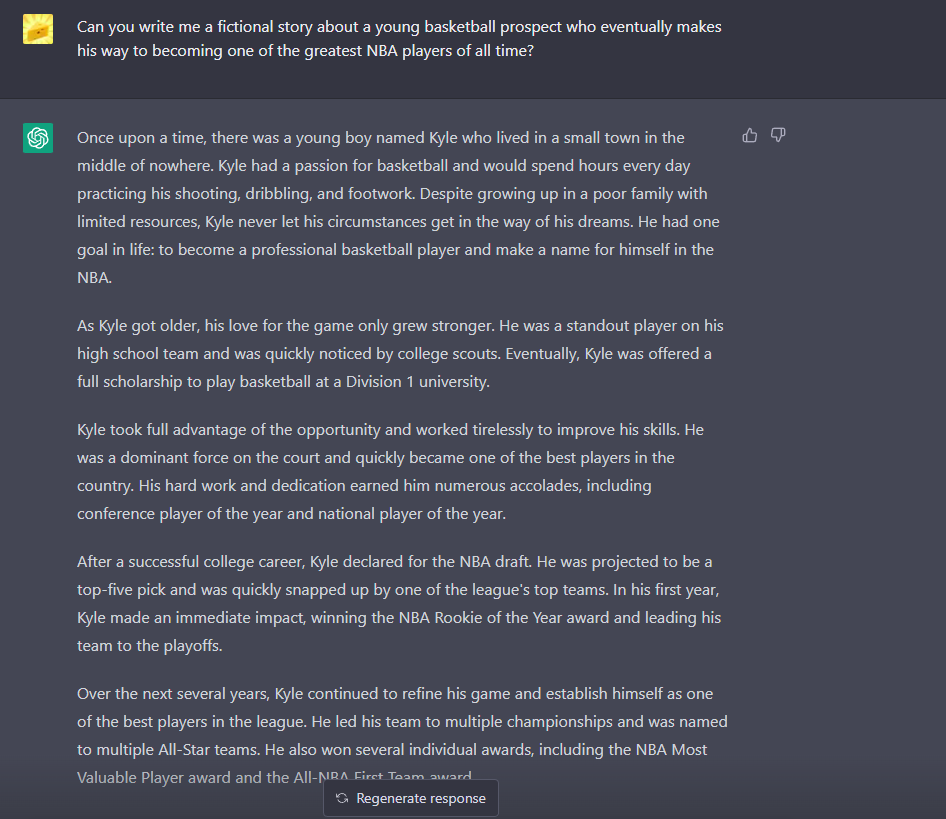 Can you write me a fictional story about a young basketball prospect who eventually makes
his way to becoming one of the greatest NBA players of all time?
Once upon a time, there was a young boy named Kyle who lived in a small town in the
middle of nowhere. Kyle had a passion for basketball and would spend hours every day
practicing his shooting, dribbling, and footwork. Despite growing up in a poor family with
limited resources, Kyle never let his circumstances get in the way of his dreams. He had one
goal in life: to become a professional basketball player and make a name for himself in the
NBA.
As Kyle got older, his love for the game only grew stronger. He was a standout player on his
high school team and was quickly noticed by college scouts. Eventually, Kyle was offered a
full scholarship to play basketball at a Division 1 university.
Kyle took full advantage of the opportunity and worked tirelessly to improve his skills. He
was a dominant force on the court and quickly became one of the best players in the
country. His hard work and dedication earned him numerous accolades, including
conference player of the year and national player of the year.
After a successful college career, Kyle declared for the NBA draft. He was projected to be a
top-five pick and was quickly snapped up by one of the league's top teams. In his first year,
Kyle made an immediate impact, winning the NBA Rookie of the Year award and leading his
team to the playoffs.
Over the next several years, Kyle continued to refine his game and establish himself as one
of the best players in the league. He led his team to multiple championships and was named
to multiple All-Star teams. He also won several individual awards, including the NBA Most
Valuable Player award and the All-NBA First Team award.
Regenerate response